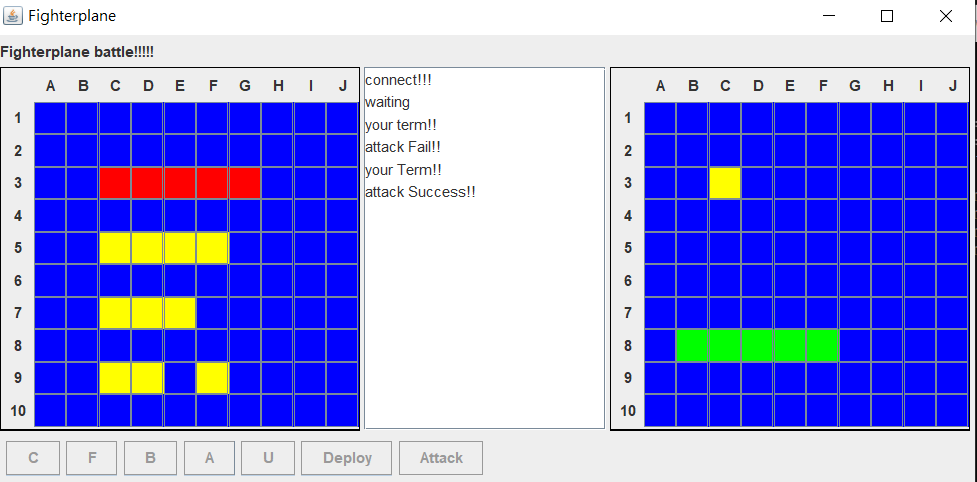 Fighterplane
Fighterplane battle!!!!!
A B C D E F G H I J
1
2
3
4
5
6
7
8
9
10
connect!!!
waiting
your term!!
attack Fail!!
your Term!!
attack Success!!
A B C D E F G H I J
1
2
3
4
5
6
7
8
9
10
C F B A U Deploy Attack